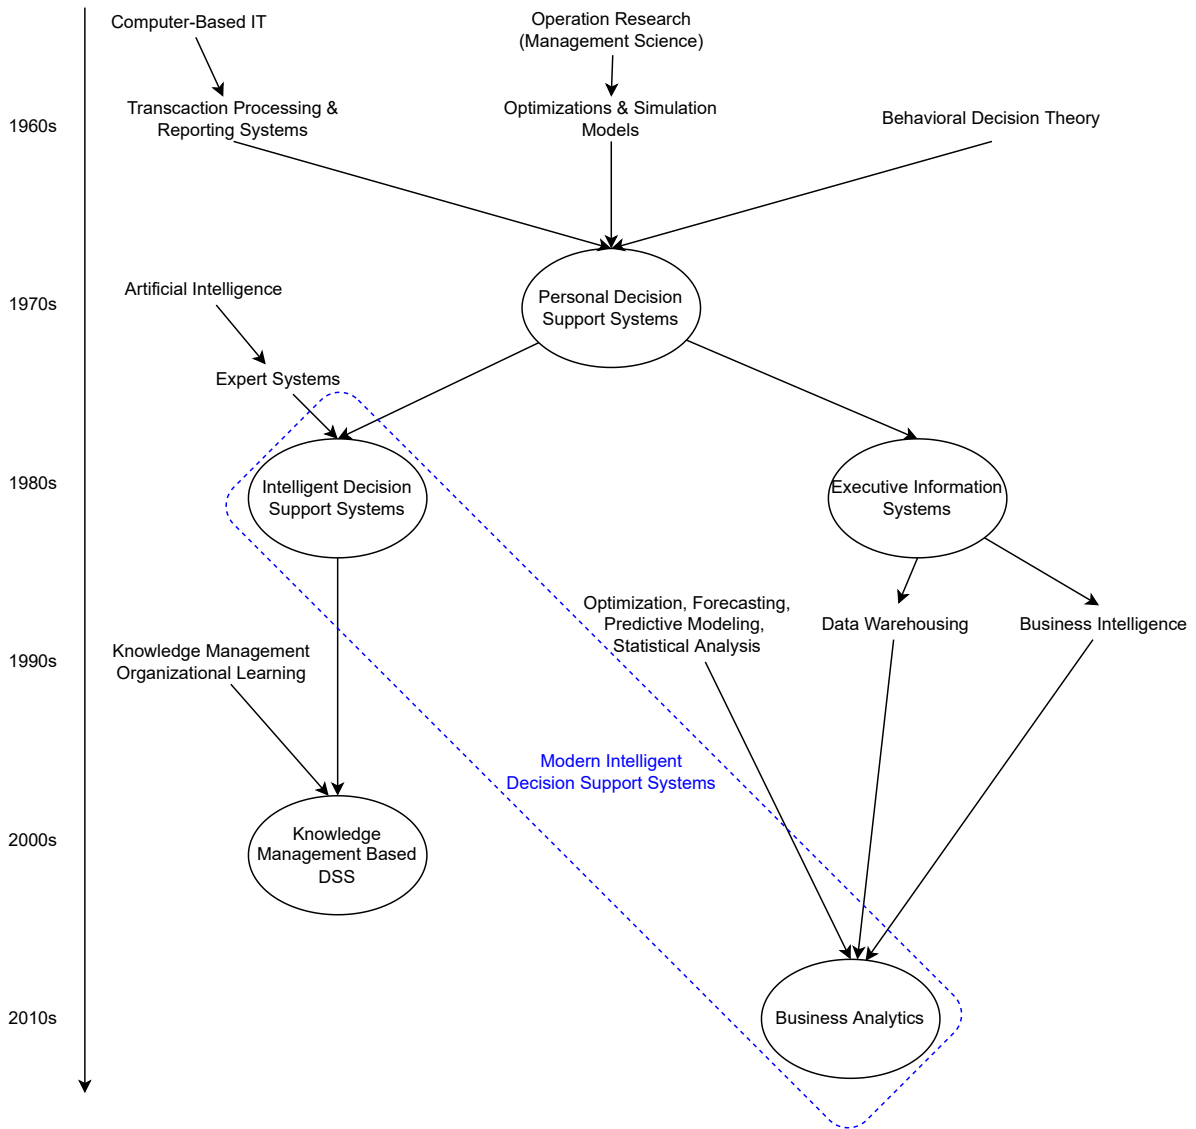 Computer-Based IT
Operation Research
(Management Science)
Transcaction Processing &
Reporting Systems
Optimizations & Simulation
Models
Behavioral Decision Theory
1960s
Artificial Intelligence
1970s
Personal Decision
Support Systems
Expert Systems
1980s
Intelligent Decision
Support Systems
Executive Information
Systems
Optimization, Forecasting,
Predictive Modeling,
Statistical Analysis
Data Warehousing
Business Intelligence
Knowledge Management
Organizational Learning
1990s
Modern Intelligent
Decision Support Systems
2000s
Knowledge
Management Based
DSS
2010s
Business Analytics